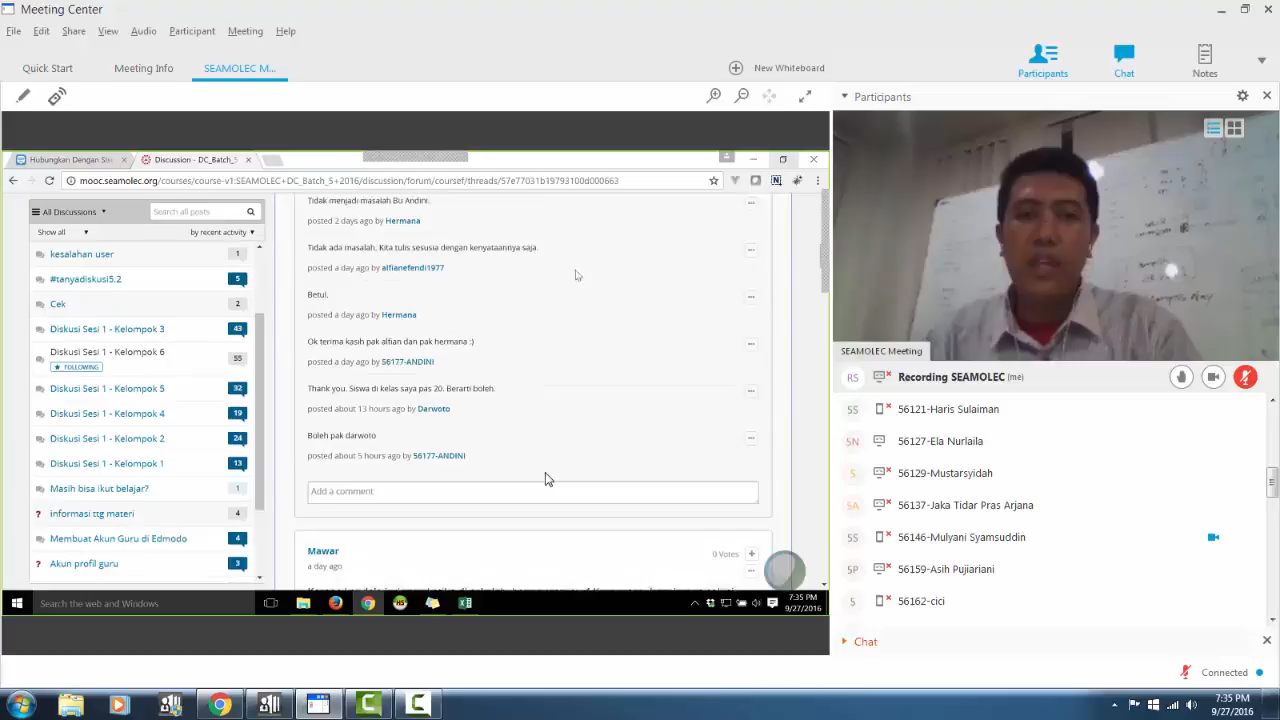 Meeting Center
File Edit Share View Audio Participant Meeting Help
Quick Start Meeting Info SEAMOLEC M... New Whiteboard
Participants Chat Notes
Participants
Hubungkan Dengan Sis
Discussion - DC_Batch_5
mooc.seamolec.org/courses/course-v1:SEAMOLEC+DC_Batch_5+2016/discussion/forum/coursef/threads/57e77031b19793100d000663
All Discussions
Search all posts
Show all
by recent activity
kesalahan user 1
#tanyadiskusi5.2 5
Cek 2
Diskusi Sesi 1 - Kelompok 3 43
Diskusi Sesi 1 - Kelompok 6 55
FOLLOWING
Diskusi Sesi 1 - Kelompok 5 32
Diskusi Sesi 1 - Kelompok 4 19
Diskusi Sesi 1 - Kelompok 2 24
Diskusi Sesi 1 - Kelompok 1 13
Masih bisa ikut belajar? 1
? informasi ttg materi 4
Membuat Akun Guru di Edmodo 4
? Akun profil guru 3
Tidak menjadi masalah Bu Andini.
posted 2 days ago by Hermana
Tidak ada masalah. Kita tulis sesusia dengan kenyataannya saja.
posted a day ago by alfianefendi1977
Betul.
posted a day ago by Hermana
Ok terima kasih pak alfian dan pak hermana :)
posted a day ago by 56177-ANDINI
Thank you. Siswa di kelas saya pas 20. Berarti boleh.
posted about 13 hours ago by Darwoto
Boleh pak darwoto
posted about 5 hours ago by 56177-ANDINI
Add a comment
Mawar
0 Votes +
a day ago
Search the web and Windows
7:35 PM
9/27/2016
SEAMOLEC Meeting
RS Recording SEAMOLEC (me)
5S 56121-Haris Sulaiman
SN 56127-Ela Nurlaila
S 56129-Mustarsyidah
SA 56137-Jaka Tidar Pras Arjana
5S 56146-Mulyani Syamsuddin
SP 56159-Asih Pujiariani
S 56162-cici
Chat
Connected
7:35 PM
9/27/2016